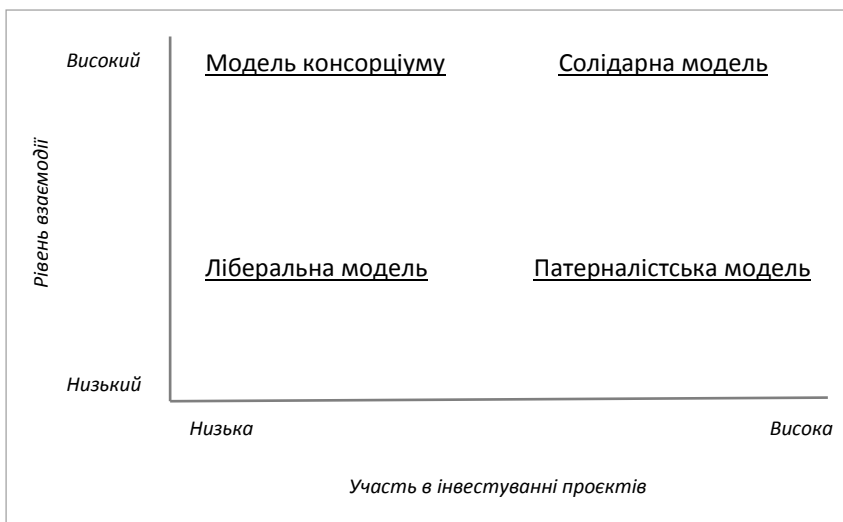 Високий
Модель консорціуму
Солідарна модель
Рівень взаємодії
Ліберальна модель
Патерналістська модель
Низький
Низька
Висока
Участь в інвестуванні проєктів